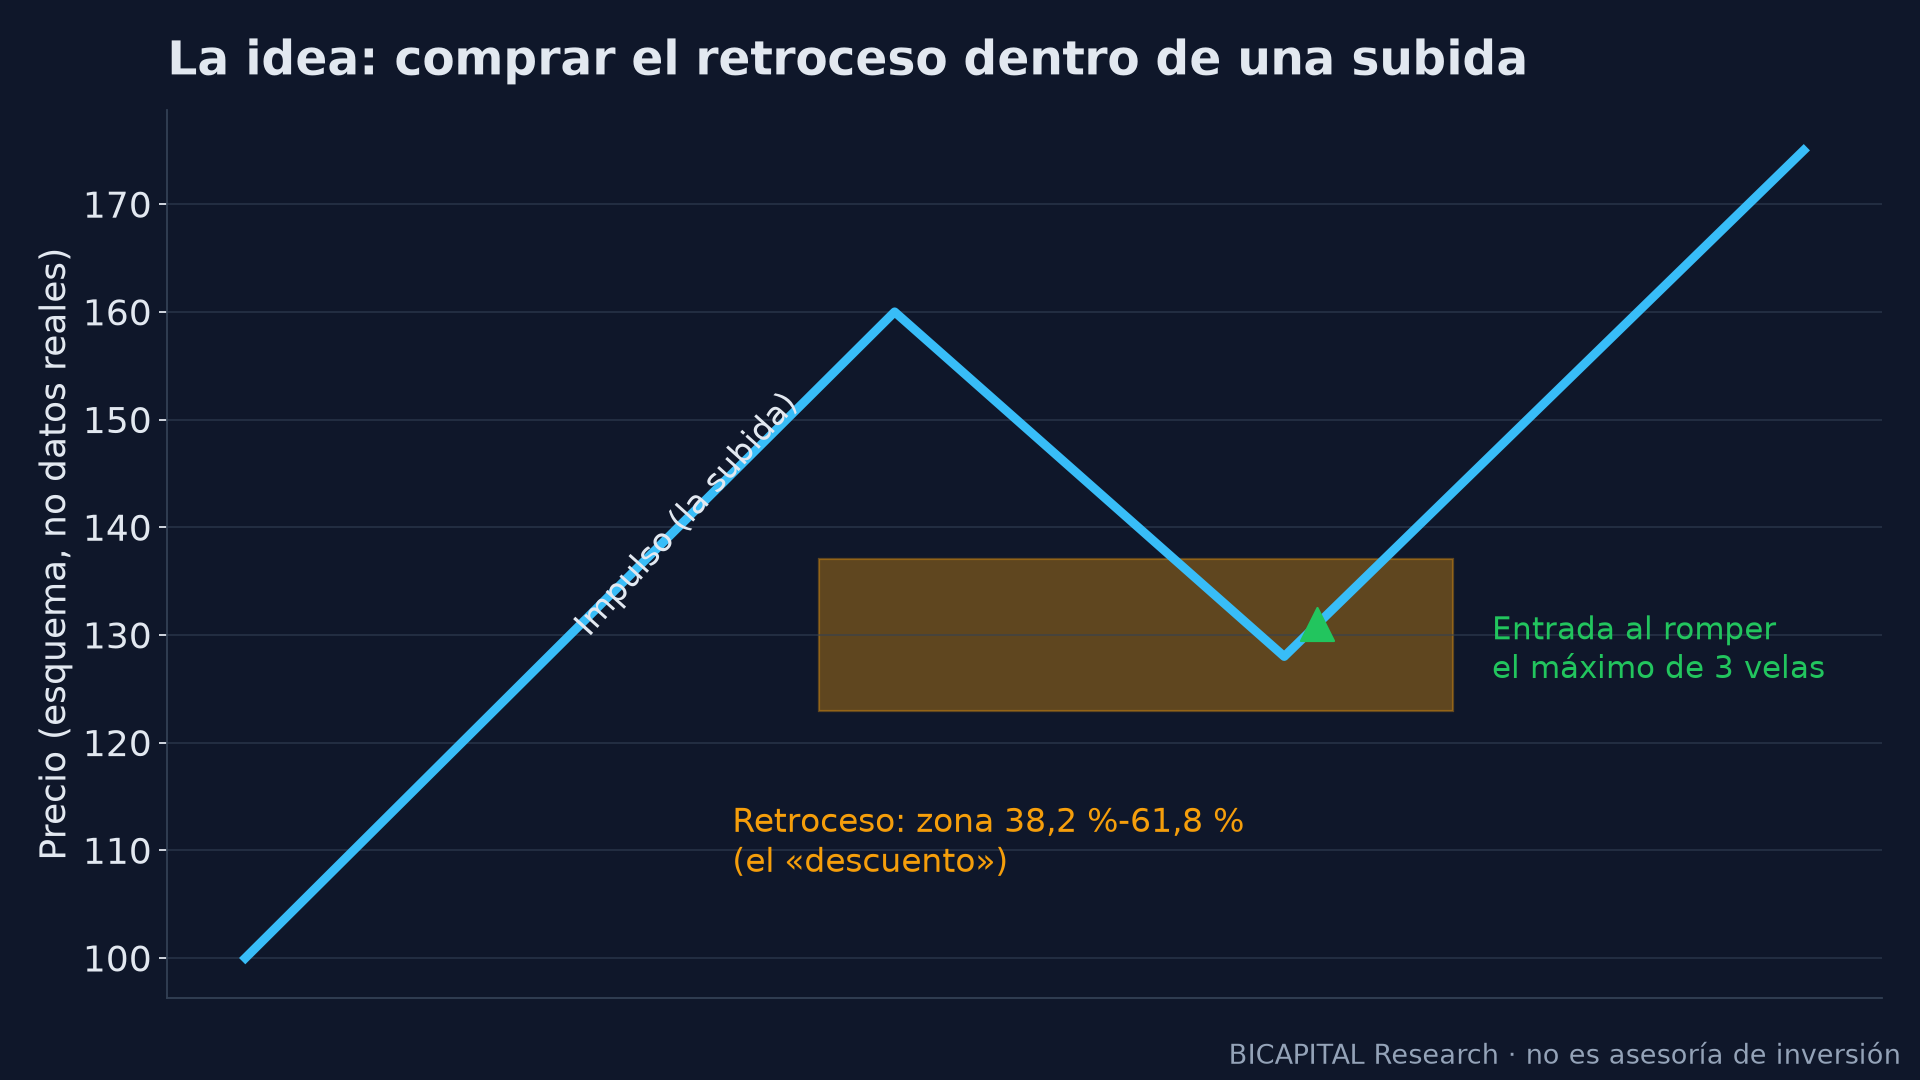 La idea: comprar el retroceso dentro de una subida
Precio (esquema, no datos reales)
170
160
150
140
130
120
110
100
Impulso (la subida)
Entrada al romper
el máximo de 3 velas
Retroceso: zona 38,2 %-61,8 %
(el «descuento»)
BICAPITAL Research · no es asesoría de inversión